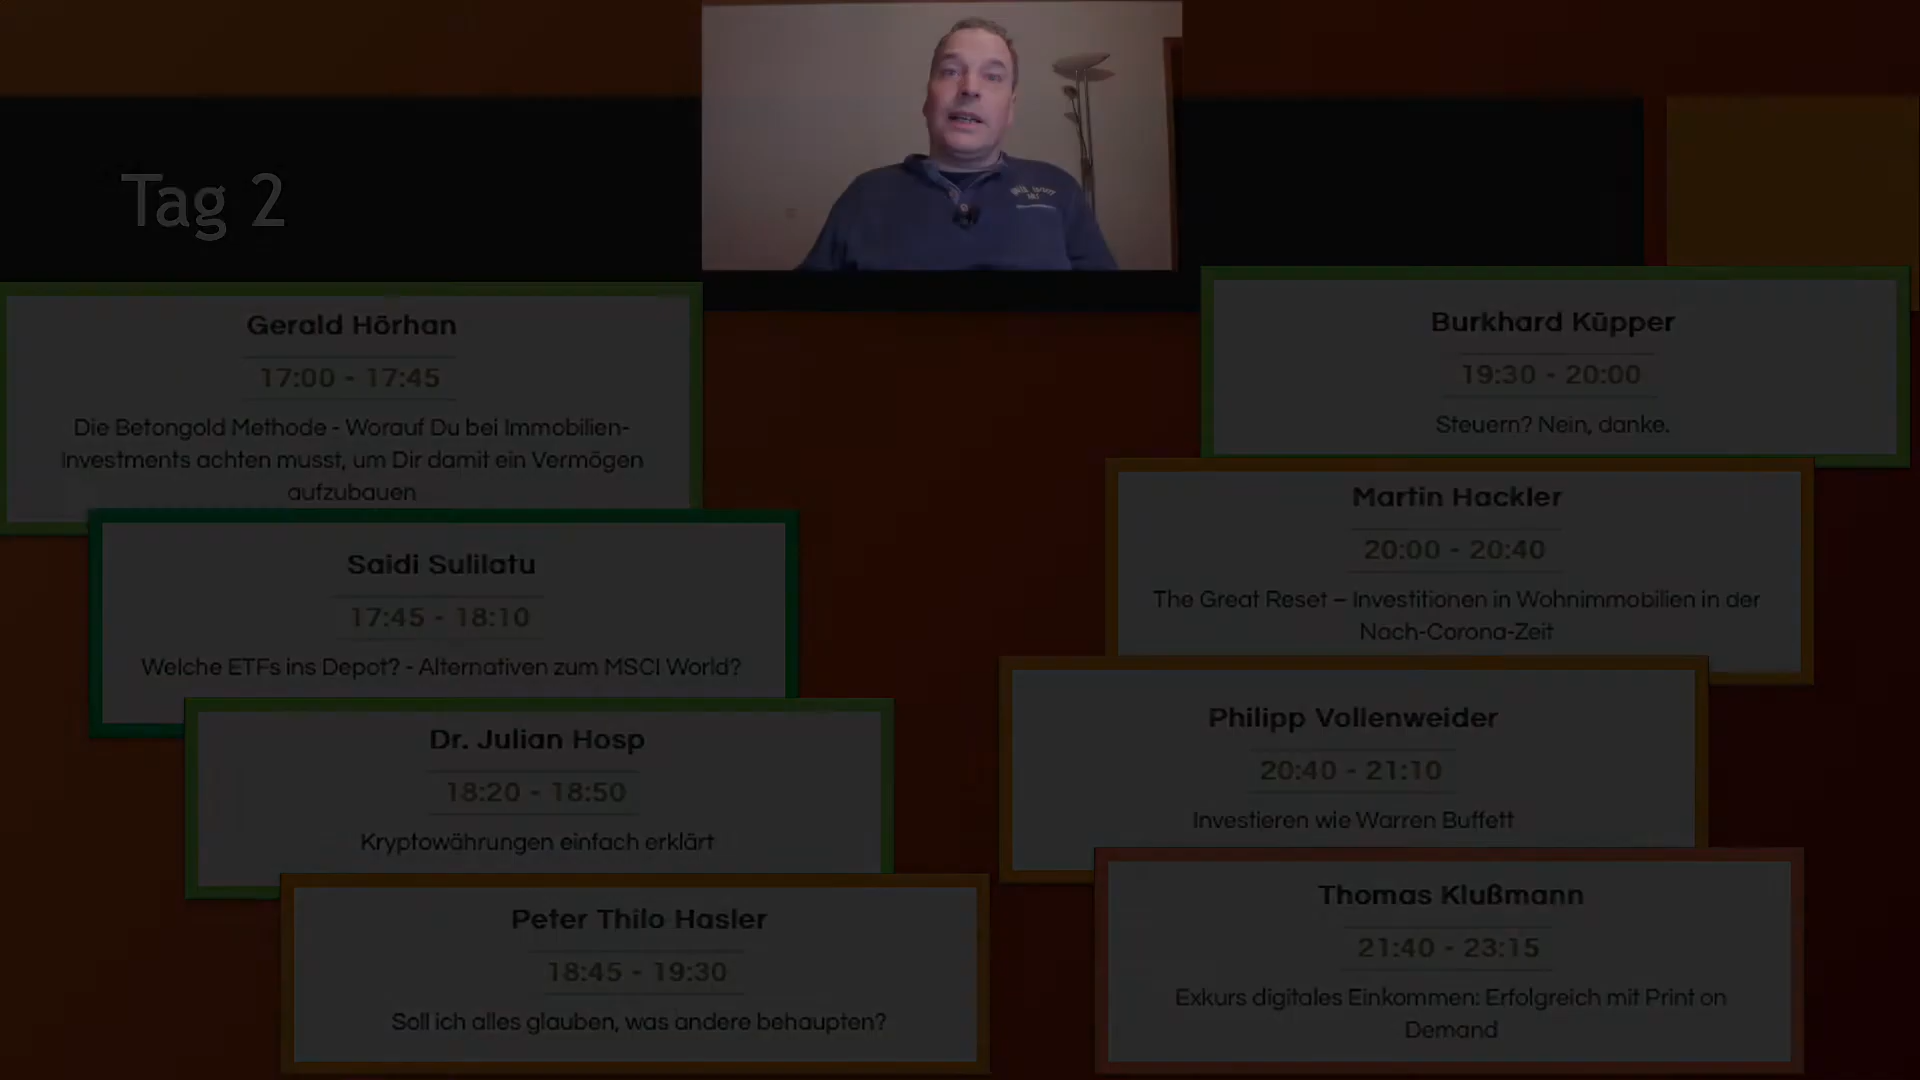 Tag 2
Gerald Hörhan
17:00 - 17:45
Die Betongold Methode - Worauf Du bei Immobilien-
Investments achten musst, um Dir damit ein Vermögen
aufzubauen
Saidi Sulilatu
17:45 - 18:10
Welche ETFs ins Depot? - Alternativen zum MSCI World?
Dr. Julian Hosp
18:20 - 18:50
Kryptowährungen einfach erklärt
Peter Thilo Hasler
18:45 - 19:30
Soll ich alles glauben, was andere behaupten?
Burkhard Küpper
19:30 - 20:00
Steuern? Nein, danke.
Martin Hackler
20:00 - 20:40
The Great Reset – Investitionen in Wohnimmobilien in der
Nach-Corona-Zeit
Philipp Vollenweider
20:40 - 21:10
Investieren wie Warren Buffett
Thomas Klußmann
21:40 - 23:15
Exkurs digitales Einkommen: Erfolgreich mit Print on
Demand